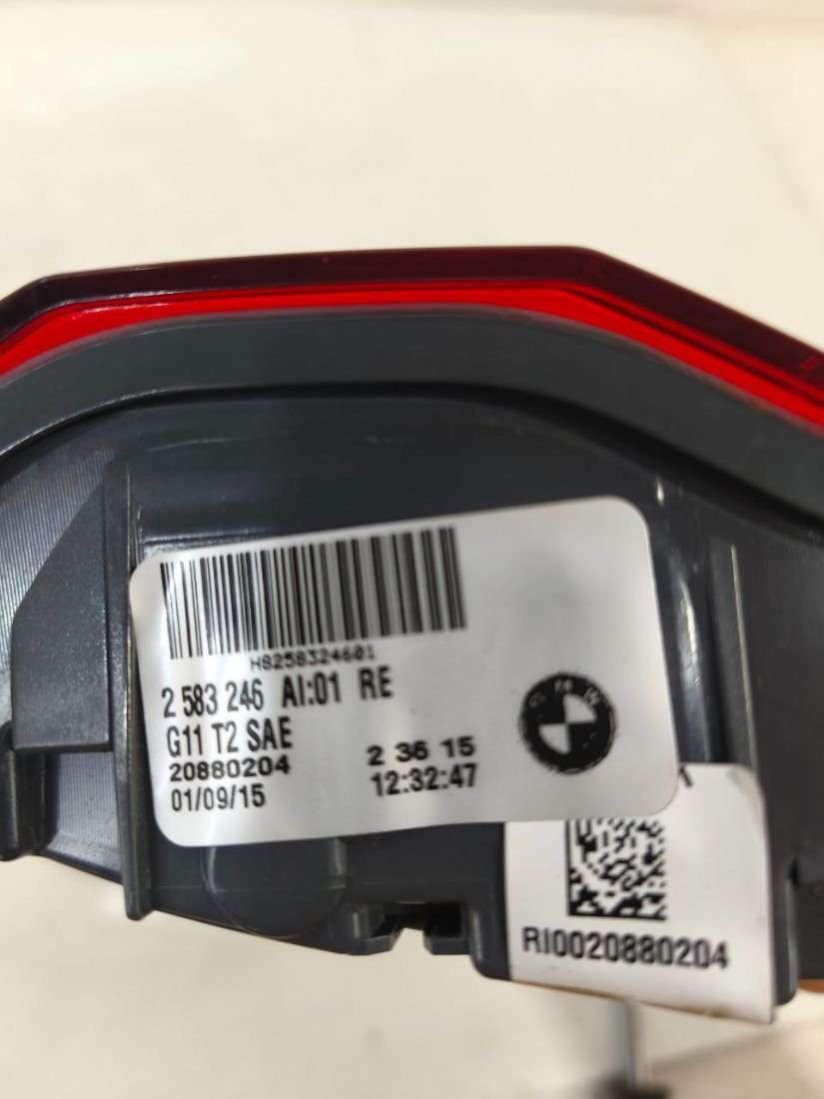 H8258324601
2 583 246 AI:01 RE
G11 T2 SAE
20880204 2 36 15
01/09/15 12:32:47
RI0020880204